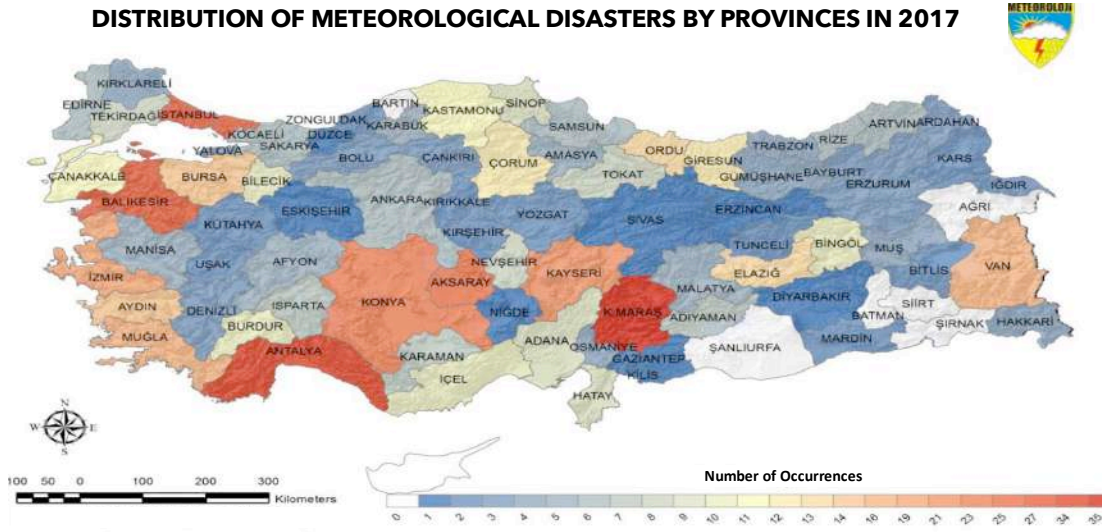 DISTRIBUTION OF METEOROLOGICAL DISASTERS BY PROVINCES IN 2017
METEOROLOJİ
KIRKLARELİ
EDİRNE
TEKİRDAĞ
İSTANBUL
KOCAELİ
YALOVA
SAKARYA
ZONGULDAK
DÜZCE
BARTIN
KARABÜK
KASTAMONU
SİNOP
SAMSUN
BOLU
ÇANKIRI
ÇORUM
AMASYA
TOKAT
ORDU
GİRESUN
GÜMÜŞHANE
TRABZON
BAYBURT
RİZE
ARTVİN
ARDAHAN
KARS
ERZURUM
IĞDIR
AĞRI
ÇANAKKALE
BURSA
BİLECİK
BALIKESİR
ESKİŞEHİR
ANKARA
KIRIKKALE
YOZGAT
SİVAS
ERZİNCAN
KÜTAHYA
KIRŞEHİR
TUNCELİ
BİNGÖL
MUŞ
MANİSA
UŞAK
AFYON
NEVŞEHİR
KAYSERİ
ELAZIĞ
BİTLİS
VAN
İZMİR
AKSARAY
MALATYA
DİYARBAKIR
SİİRT
AYDIN
DENİZLİ
ISPARTA
KONYA
NİĞDE
K.MARAŞ
ADIYAMAN
BATMAN
ŞIRNAK
HAKKARİ
MUĞLA
BURDUR
ANTALYA
KARAMAN
ADANA
OSMANİYE
GAZİANTEP
ŞANLIURFA
MARDİN
İÇEL
KİLİS
HATAY
N
W E
S
100 50 0 100 200 300
Kilometers
Number of Occurrences
0 1 2 3 4 5 6 7 8 9 10 11 12 13 14 16 19 21 23 25 27 34 35